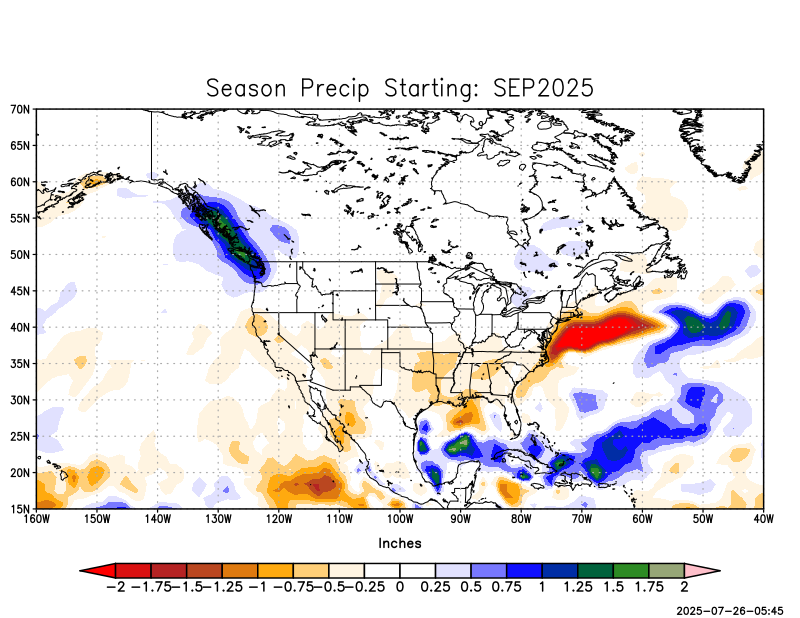 Season Precip Starting: SEP2025
70N
65N
60N
55N
50N
45N
40N
35N
30N
25N
20N
15N
160W 150W 140W 130W 120W 110W 100W 90W 80W 70W 60W 50W 40W
Inches
−2 −1.75 −1.5 −1.25 −1 −0.75 −0.5 −0.25 0 0.25 0.5 0.75 1 1.25 1.5 1.75 2
2025-07-26-05:45